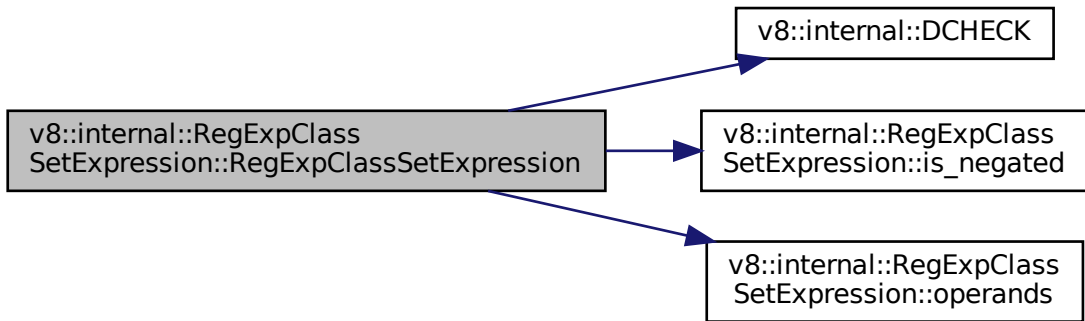 v8::internal::DCHECK
v8::internal::RegExpClass
SetExpression::RegExpClassSetExpression
v8::internal::RegExpClass
SetExpression::is_negated
v8::internal::RegExpClass
SetExpression::operands